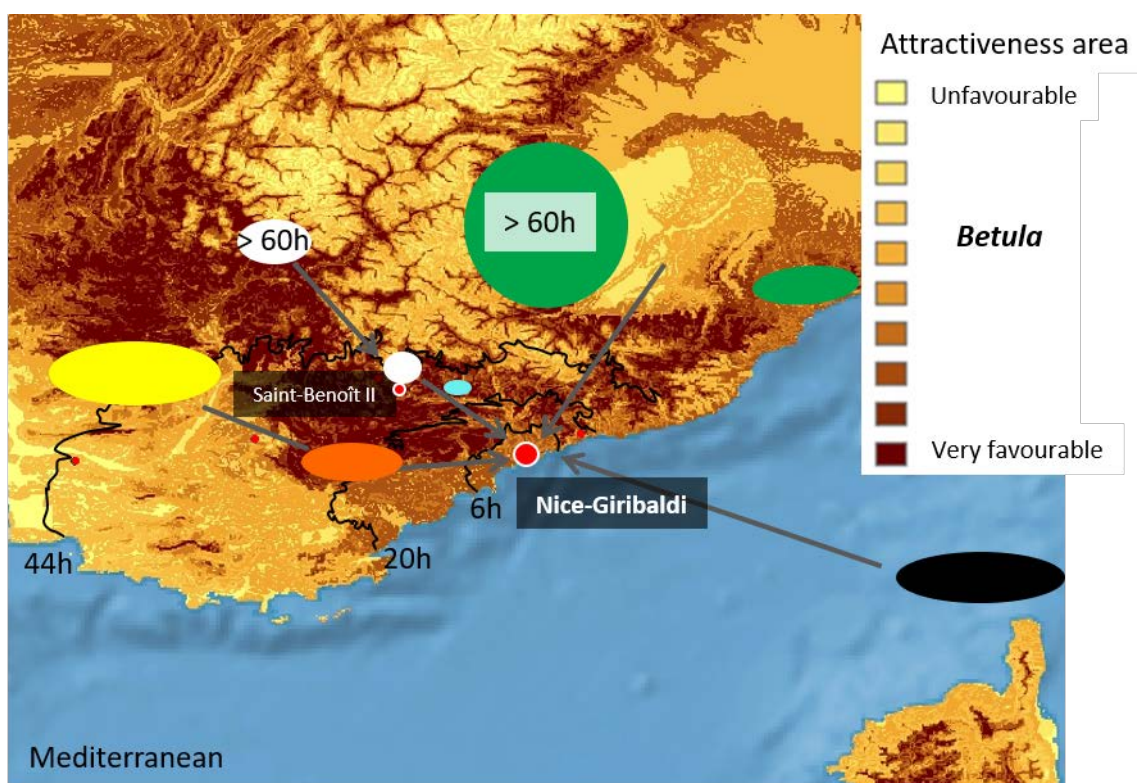 Attractiveness area
Unfavourable
Betula
Very favourable
> 60h
> 60h
Saint-Benoît II
Nice-Giribaldi
6h
20h
44h
Mediterranean